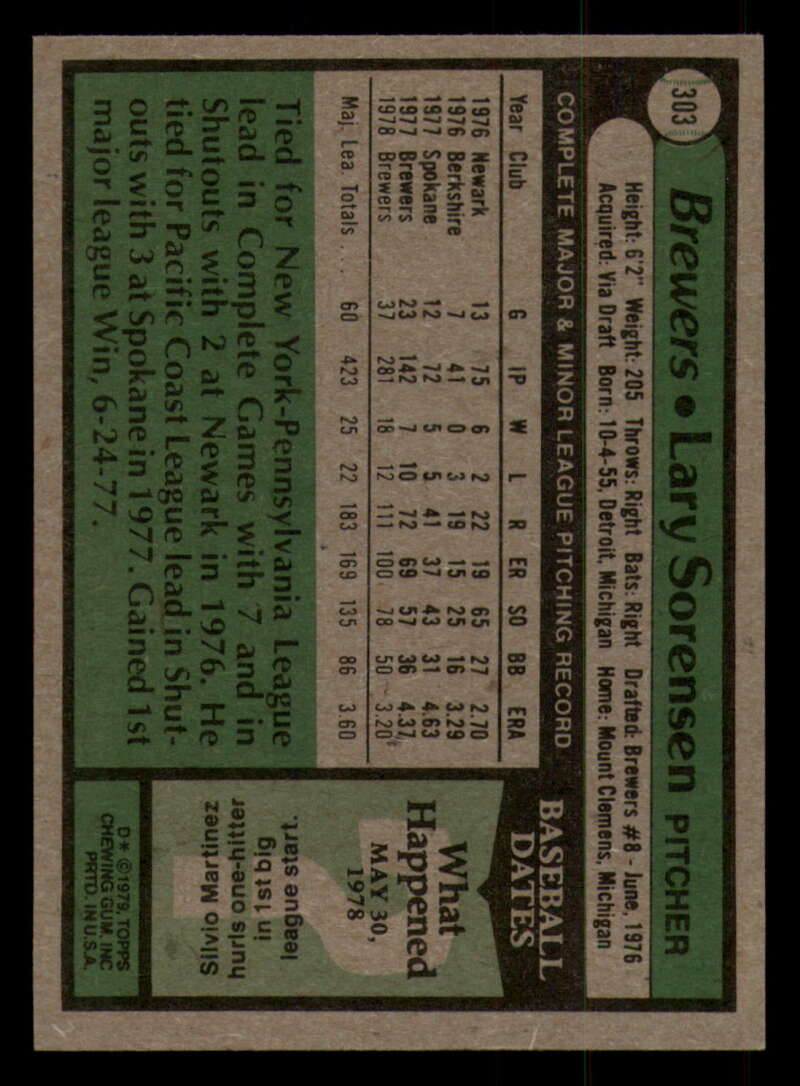 303
Brewers • Lary Sorensen PITCHER
Height: 6'2" Weight: 205 Throws: Right Bats: Right Drafted: Brewers #8 - June, 1976
Acquired: Via Draft Born: 10-4-55, Detroit, Michigan Home: Mount Clemens, Michigan
COMPLETE MAJOR & MINOR LEAGUE PITCHING RECORD
Year Club G IP W L R ER SO BB ERA
1976 Newark 13 75 6 2 22 19 65 27 2.70
1976 Berkshire 7 41 0 3 19 15 25 16 3.29
1977 Spokane 12 72 5 5 41 37 43 31 4.63
1977 Brewers 23 142 7 10 72 69 57 36 4.37
1978 Brewers 37 281 18 12 111 100 78 50 3.20
Maj. Lea. Totals.... 60 423 25 22 183 169 135 86 3.60
Tied for New York-Pennsylvania League
lead in Complete Games with 7 and in
Shutouts with 2 at Newark in 1976. He
tied for Pacific Coast League lead in Shut-
outs with 3 at Spokane in 1977. Gained 1st
major league Win, 6-24-77.
BASEBALL
DATES
What
Happened
MAY 30,
1978
?
Silvio Martinez
hurls one-hitter
in 1st big
league start.
D* ©1979, TOPPS
CHEWING GUM, INC
PRTD. IN U.S.A.